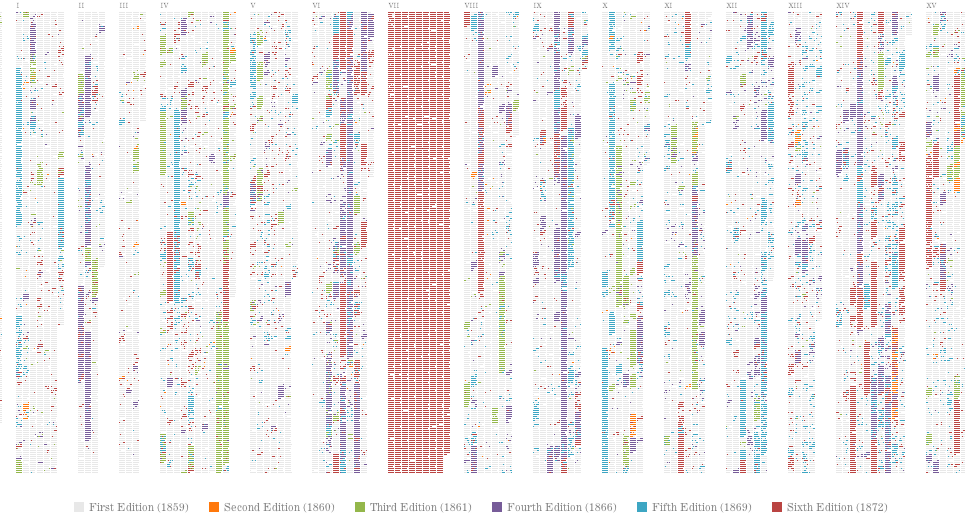 I II III IV V VI VII VIII IX X XI XII XIII XIV XV
First Edition (1859) Second Edition (1860) Third Edition (1861) Fourth Edition (1866) Fifth Edition (1869) Sixth Edition (1872)